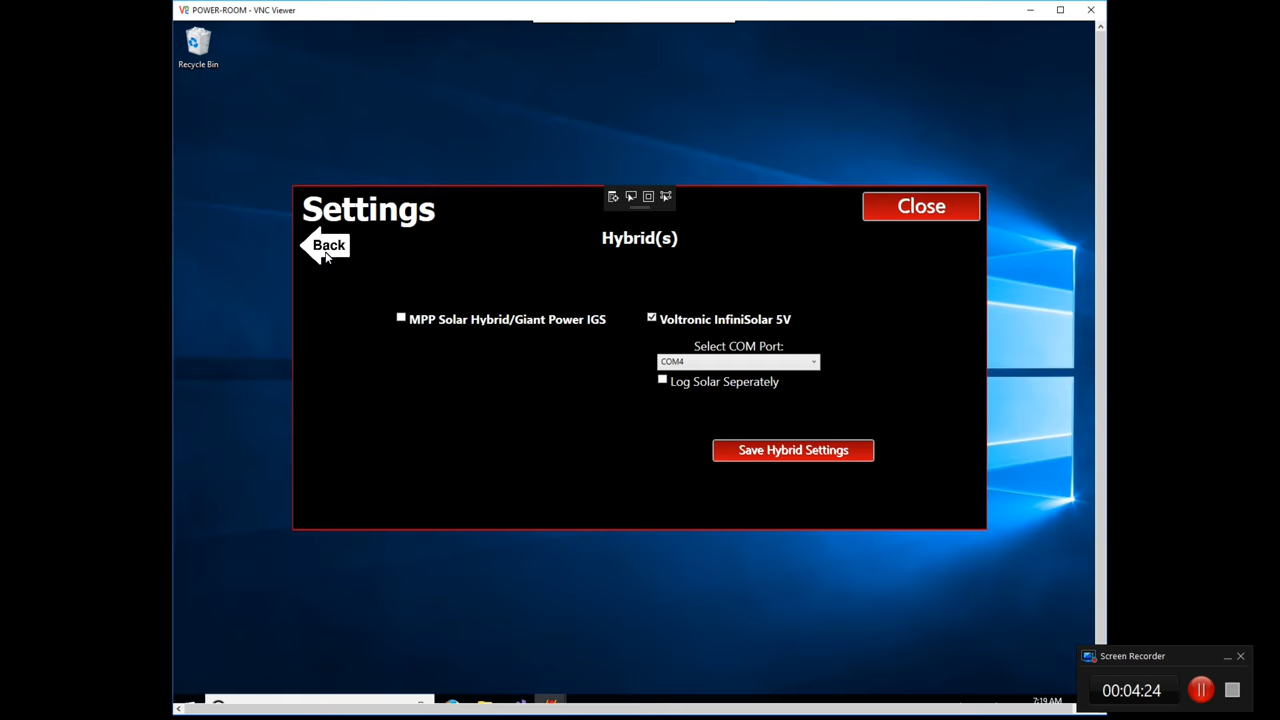 POWER-ROOM - VNC Viewer
Recycle Bin
Settings
Close
Back
Hybrid(s)
MPP Solar Hybrid/Giant Power IGS
Voltronic InfiniSolar 5V
Select COM Port:
COM4
Log Solar Seperately
Save Hybrid Settings
7:19 AM
Screen Recorder
00:04:24